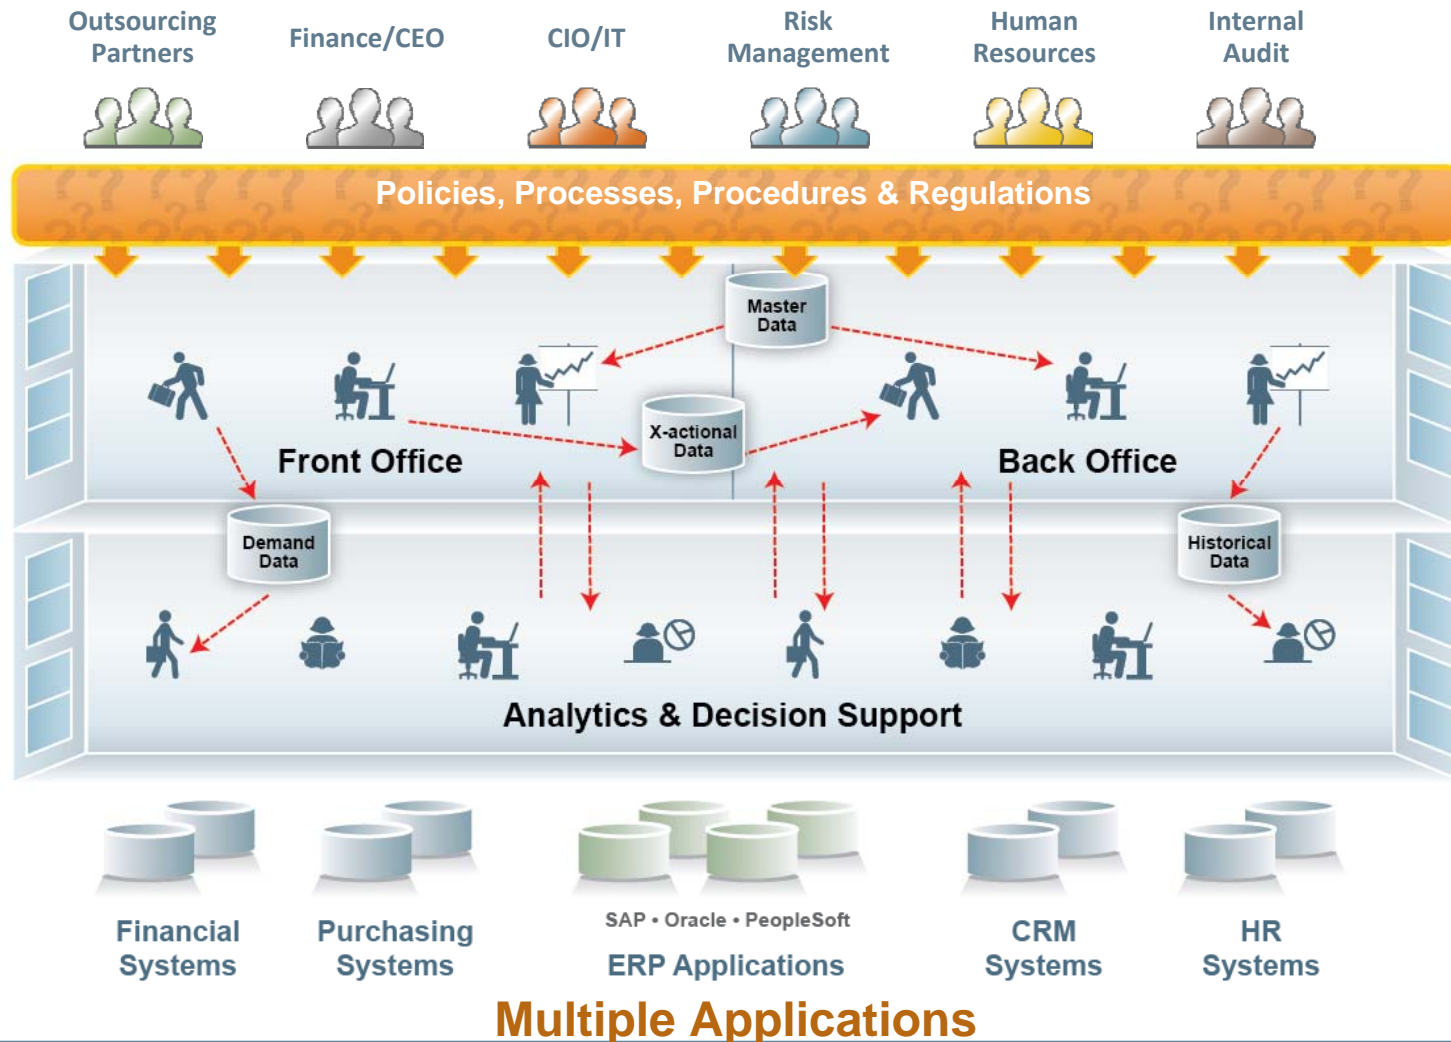 Outsourcing
Partners
Finance/CEO
CIO/IT
Risk
Management
Human
Resources
Internal
Audit
Policies, Processes, Procedures & Regulations
Master
Data
X-actional
Data
Front Office
Back Office
Demand
Data
Historical
Data
Analytics & Decision Support
Financial
Systems
Purchasing
Systems
SAP • Oracle • PeopleSoft
ERP Applications
CRM
Systems
HR
Systems
Multiple Applications